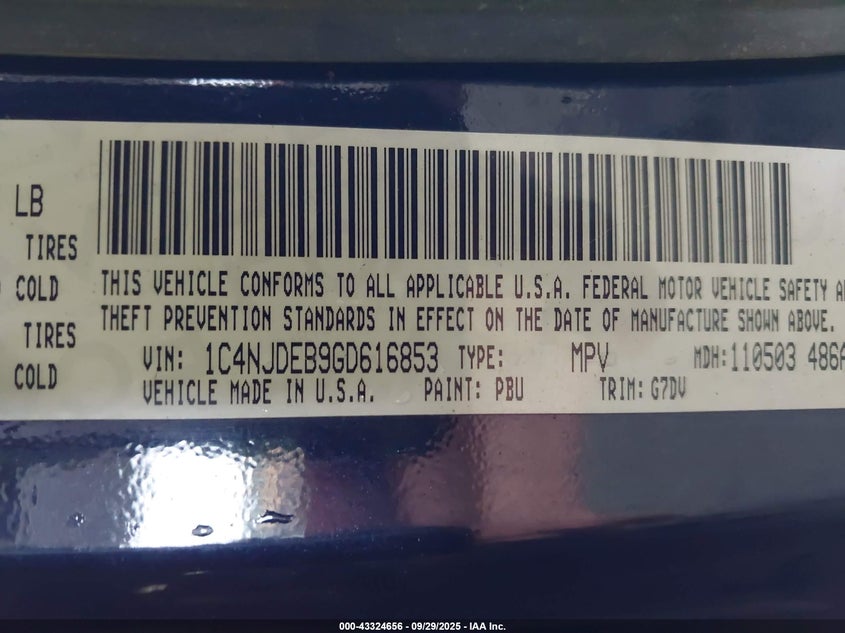 LB
TIRES
COLD
TIRES
COLD
THIS VEHICLE CONFORMS TO ALL APPLICABLE U.S.A. FEDERAL MOTOR VEHICLE SAFETY
THEFT PREVENTION STANDARDS IN EFFECT ON THE DATE OF MANUFACTURE SHOWN ABOVE.
VIN: 1C4NJDEB9GD616853 TYPE: MPV MDH: 110503 486
VEHICLE MADE IN U.S.A. PAINT: PBU TRIM: G7DV
000-43324656 - 09/29/2025 - IAA Inc.